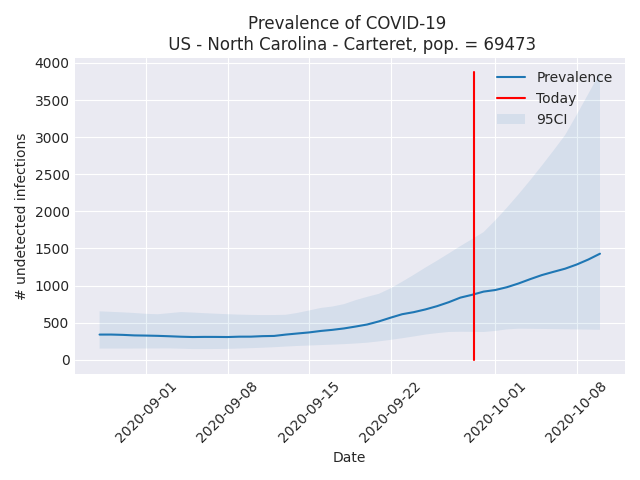 Prevalence of COVID-19
US - North Carolina - Carteret, pop. = 69473
4000
3500
3000
2500
2000
1500
1000
500
0
# undetected infections
Prevalence
Today
95CI
2020-09-01
2020-09-08
2020-09-15
2020-09-22
2020-10-01
2020-10-08
Date